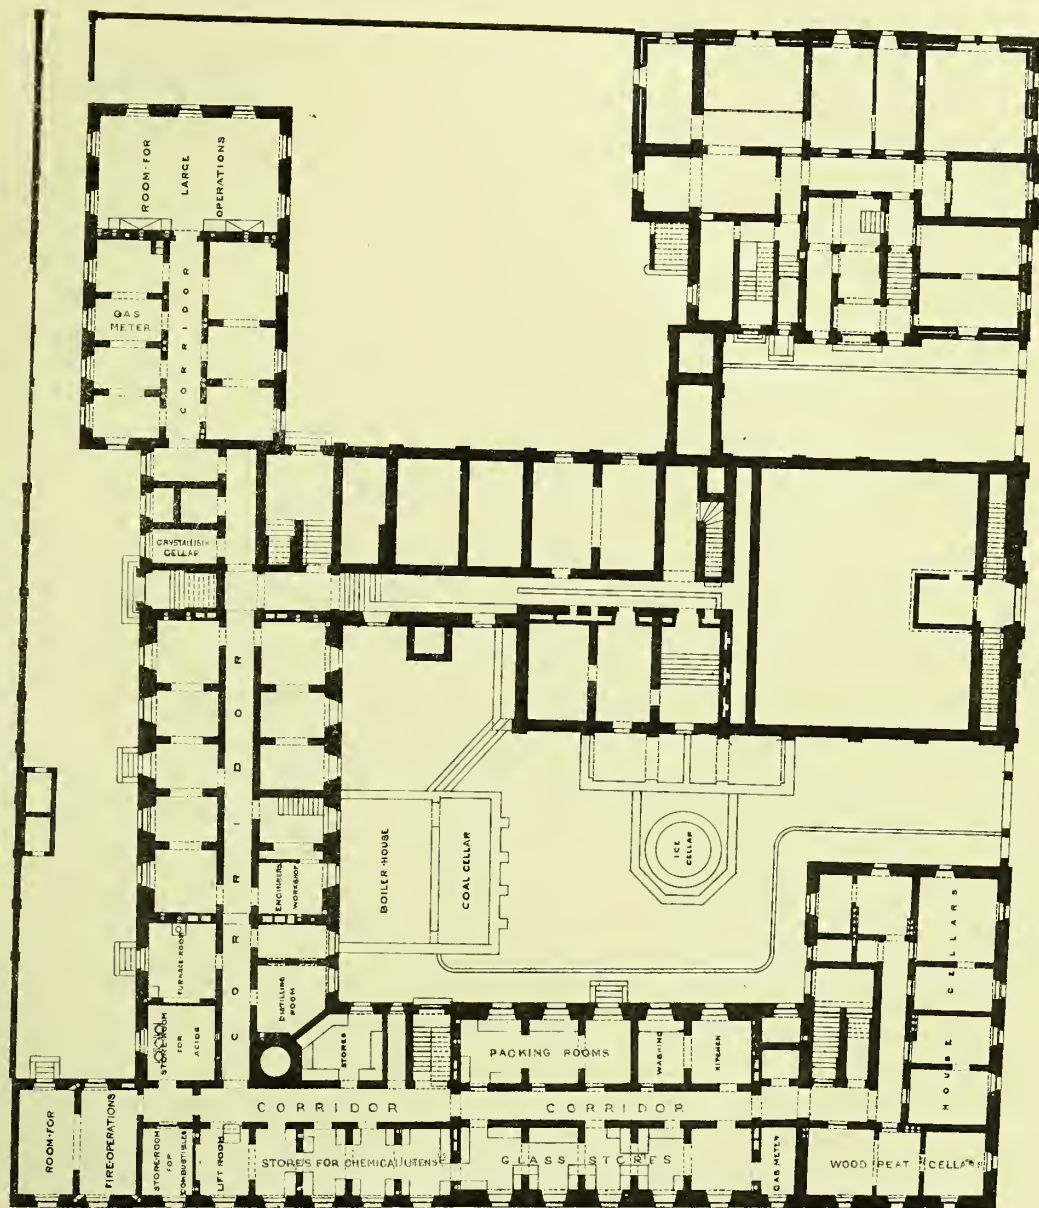 ROOM·FOR
LARGE
OPERATIONS
GAS
METER
CORRIDOR
CELLAR
CORRIDOR
ENGINEERS
WORKSHOP
BOILER·HOUSE
COAL CELLAR
ICE
CELLAR
FURNACE·ROOM
DISTILLING
ROOM
STORE·ROOM
FOR
ACIDS
STORES
PACKING ROOMS
WASHING
KITCHEN
HOUSE CELLARS
CORRIDOR
CORRIDOR
ROOM·FOR
FIRE·OPERATIONS
STORE·ROOM
FOR
COMBUSTIBLES
LIFT ROOM
STORES FOR CHEMICAL UTENSE
GLASS STORES
GAS METER
WOOD PEAT CELLARS